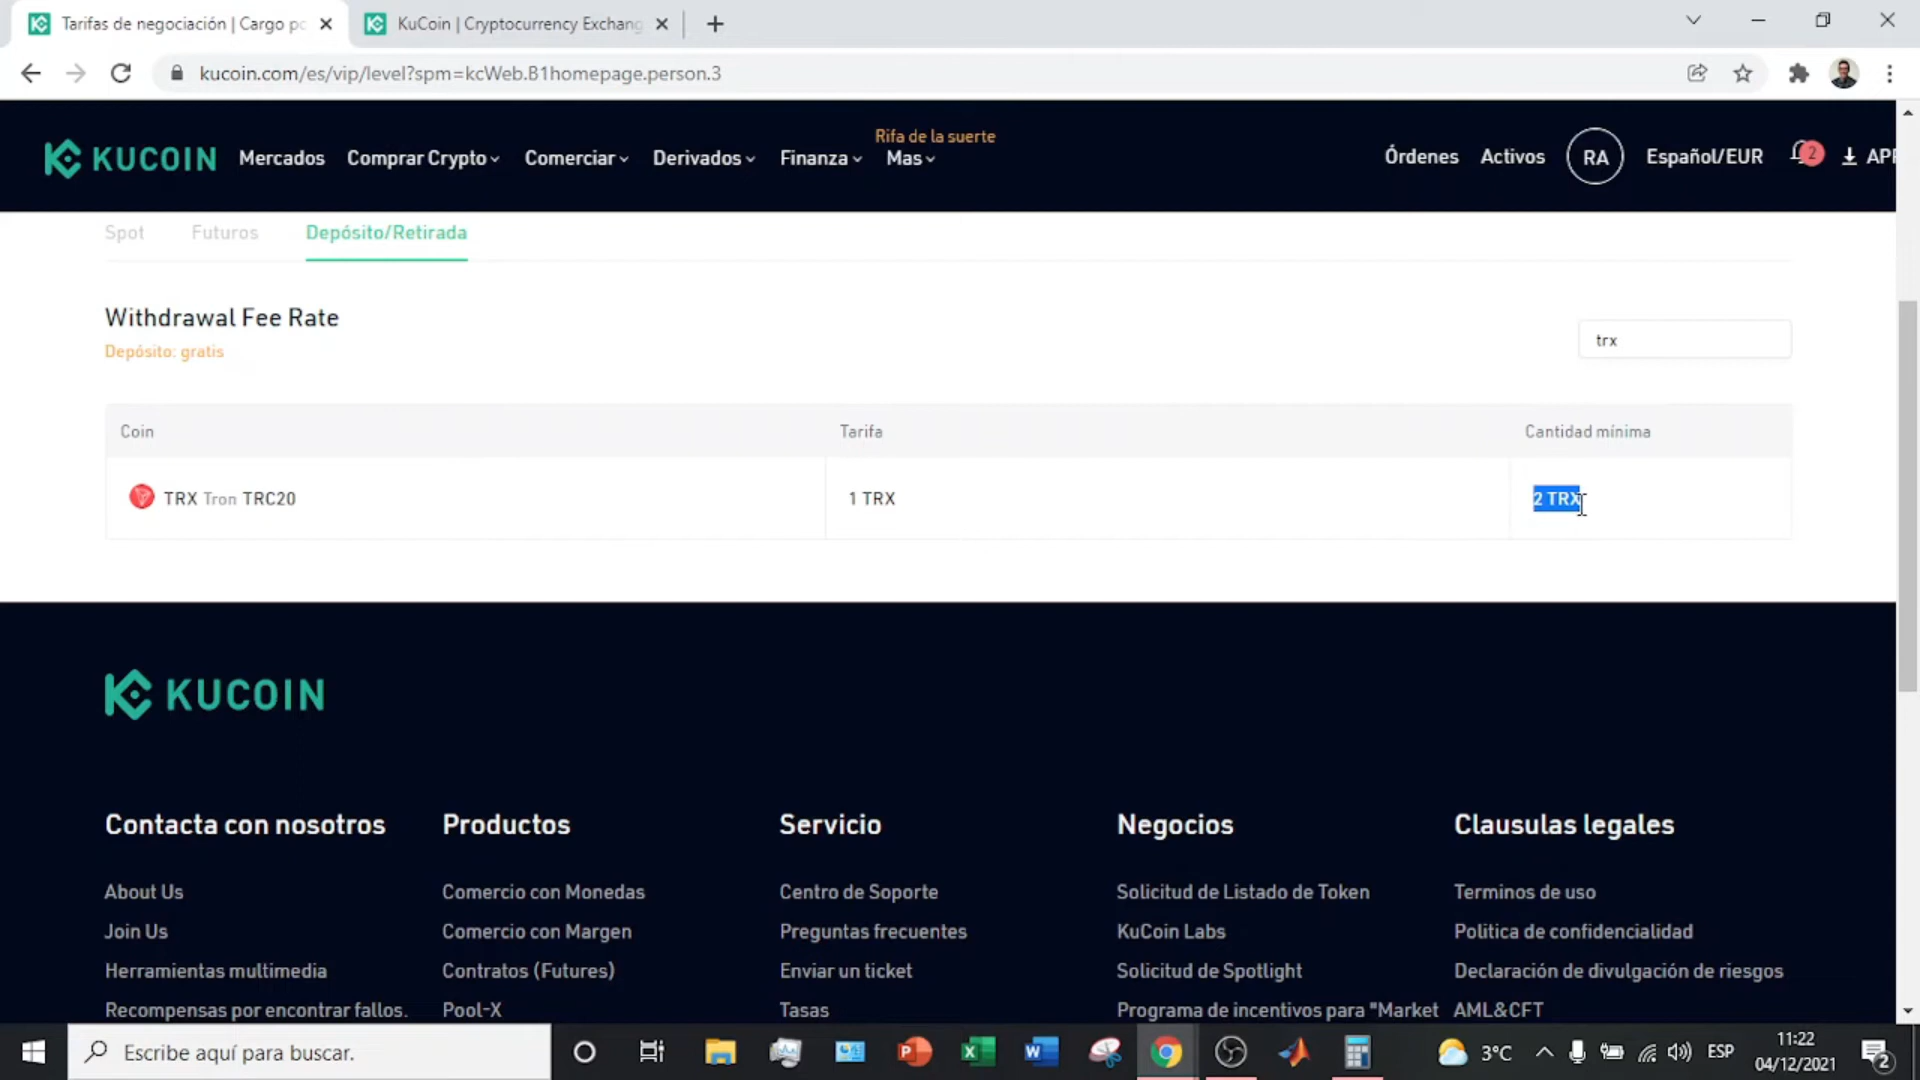 Tarifas de negociación | Cargo po
KuCoin | Cryptocurrency Exchang
kucoin.com/es/vip/level?spm=kcWeb.B1homepage.person.3
KUCOIN
Mercados
Comprar Crypto
Comerciar
Derivados
Finanza
Rifa de la suerte
Mas
Órdenes
Activos
RA
Español/EUR
2
APP
Spot
Futuros
Depósito/Retirada
Withdrawal Fee Rate
Depósito: gratis
trx
Coin
Tarifa
Cantidad mínima
TRX Tron TRC20
1 TRX
2 TRX
KUCOIN
Contacta con nosotros
Productos
Servicio
Negocios
Clausulas legales
About Us
Comercio con Monedas
Centro de Soporte
Solicitud de Listado de Token
Terminos de uso
Join Us
Comercio con Margen
Preguntas frecuentes
KuCoin Labs
Politica de confidencialidad
Herramientas multimedia
Contratos (Futures)
Enviar un ticket
Solicitud de Spotlight
Declaración de divulgación de riesgos
Recompensas por encontrar fallos.
Pool-X
Tasas
Programa de incentivos para "Market
AML&CFT
Escribe aquí para buscar.
3°C
ESP
11:22
04/12/2021
2